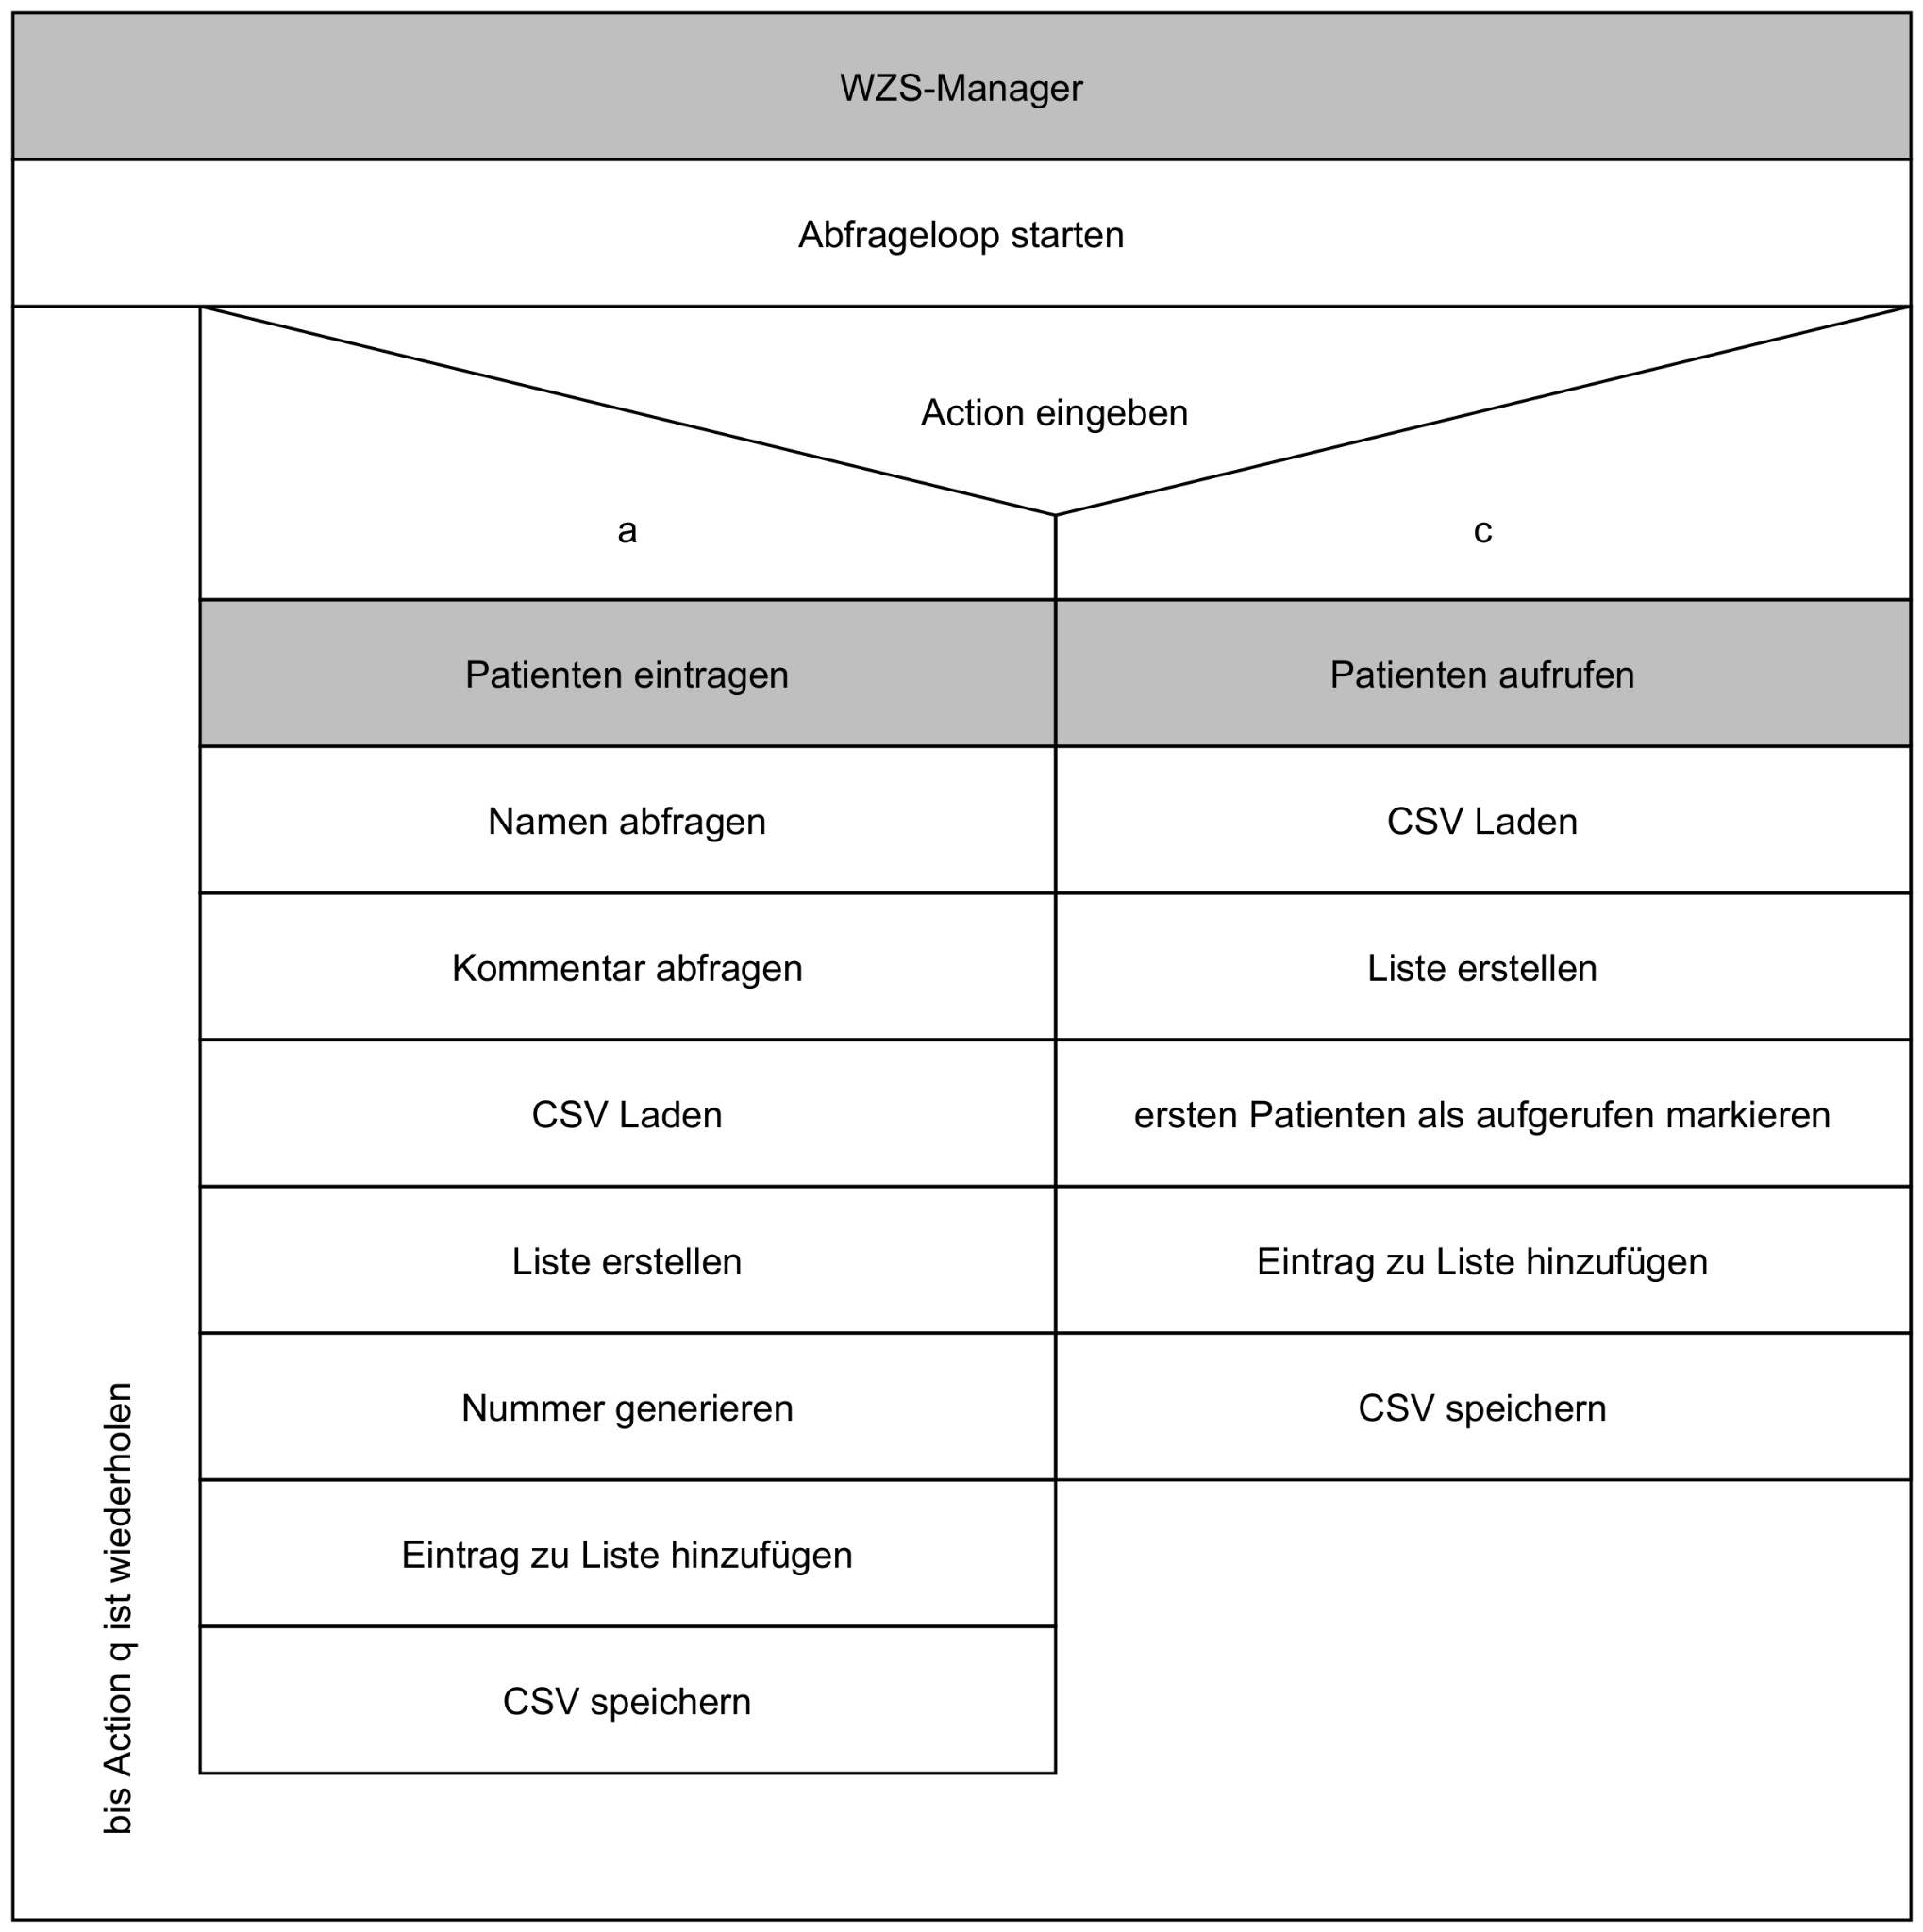 WZS-Manager
Abfrageloop starten
Action eingeben
a
c
Patienten eintragen
Patienten aufrufen
Namen abfragen
CSV Laden
Kommentar abfragen
Liste erstellen
CSV Laden
ersten Patienten als aufgerufen markieren
Liste erstellen
Eintrag zu Liste hinzufügen
Nummer generieren
CSV speichern
Eintrag zu Liste hinzufügen
CSV speichern
bis Action q ist wiederholen